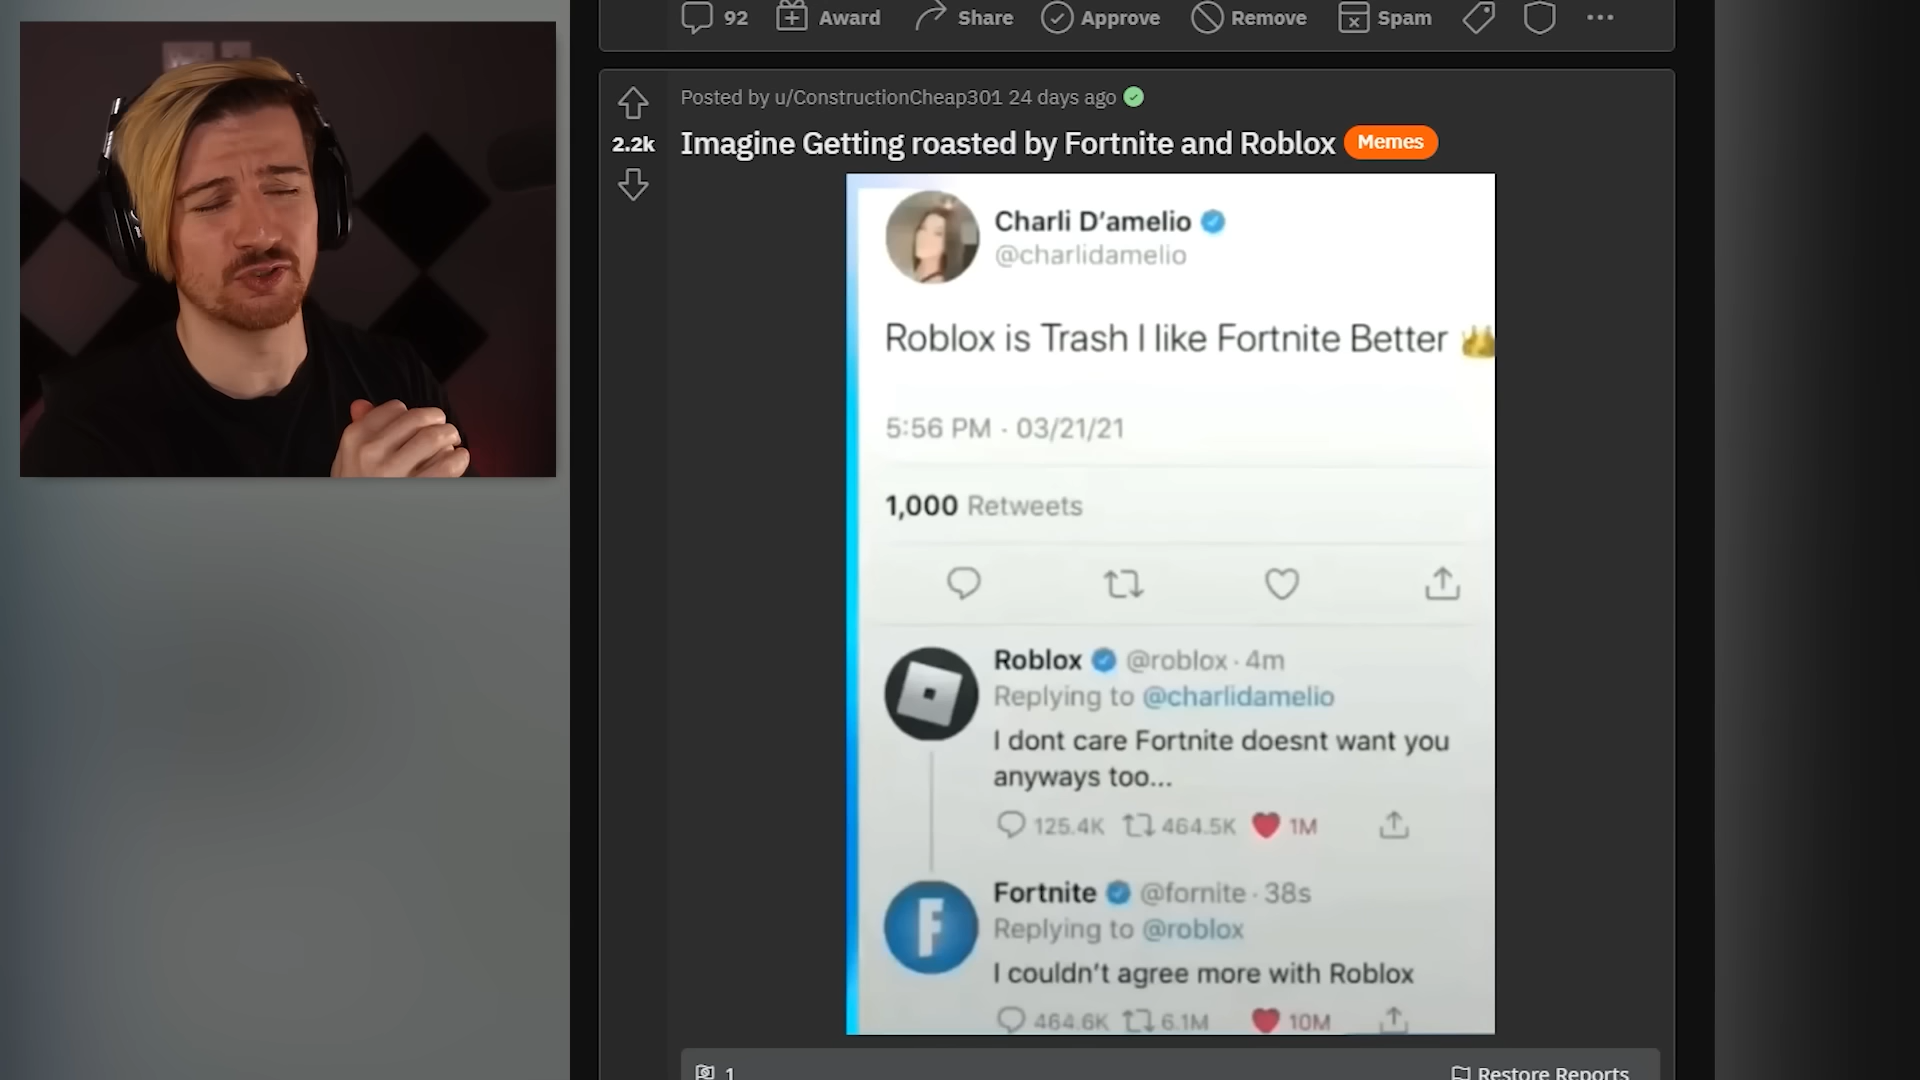 92 Award Share Approve Remove Spam
Posted by u/ConstructionCheap301 24 days ago
2.2k
Imagine Getting roasted by Fortnite and Roblox Memes
Charli D'amelio
@charlidamelio
Roblox is Trash I like Fortnite Better
5:56 PM · 03/21/21
1,000 Retweets
Roblox @roblox · 4m
Replying to @charlidamelio
I dont care Fortnite doesnt want you
anyways too...
125.4K 464.5K 1M
Fortnite @fornite · 38s
Replying to @roblox
I couldn't agree more with Roblox
464.6K 6.1M 10M
1 Restore Reports